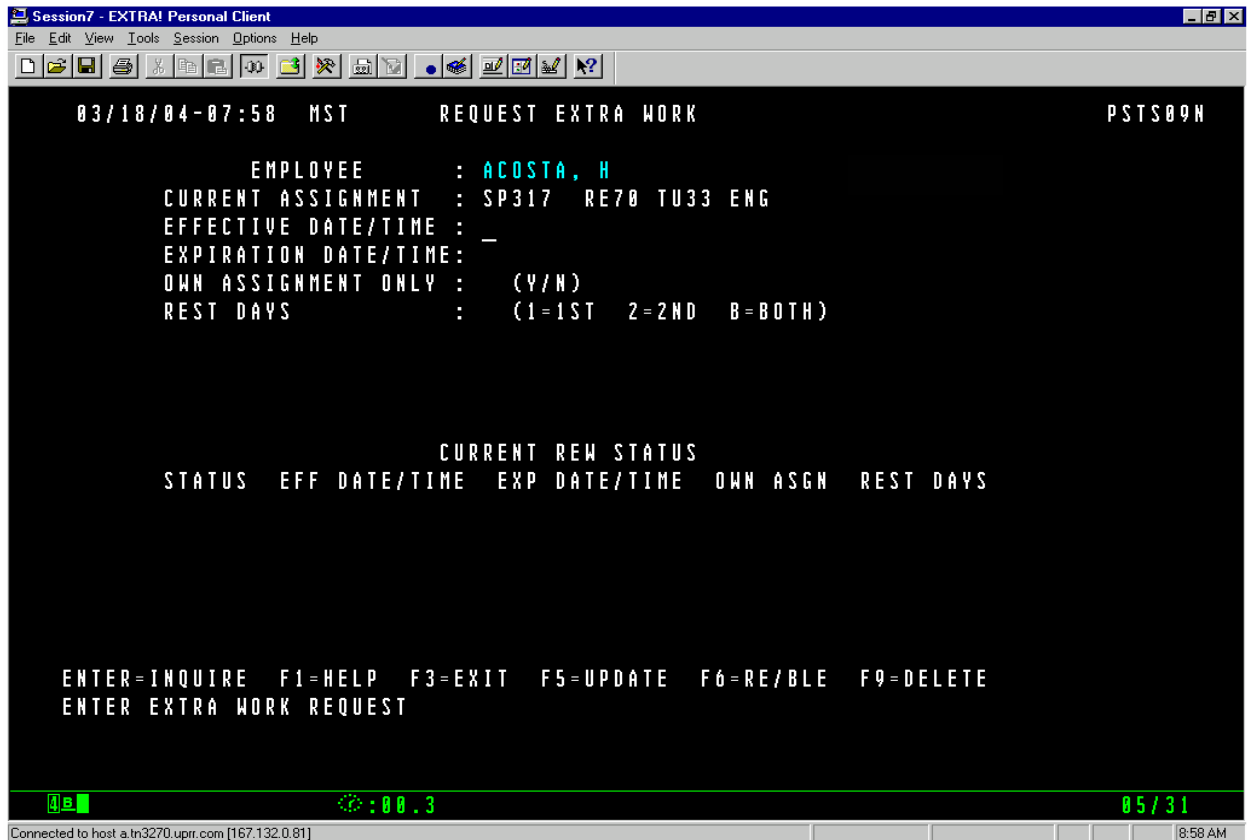 Session7 - EXTRA! Personal Client
File Edit View Tools Session Options Help
03/18/04-07:58 MST REQUEST EXTRA WORK PSTS09N
EMPLOYEE : ACOSTA, H
CURRENT ASSIGNMENT : SP317 RE70 TU33 ENG
EFFECTIVE DATE/TIME : _
EXPIRATION DATE/TIME:
OWN ASSIGNMENT ONLY : (Y/N)
REST DAYS : (1=1ST 2=2ND B=BOTH)
CURRENT REW STATUS
STATUS EFF DATE/TIME EXP DATE/TIME OWN ASGN REST DAYS
ENTER=INQUIRE F1=HELP F3=EXIT F5=UPDATE F6=RE/BLE F9=DELETE
ENTER EXTRA WORK REQUEST
4B :00.3 05/31
Connected to host a.tn3270.uprr.com [167.132.0.81] 8:58 AM